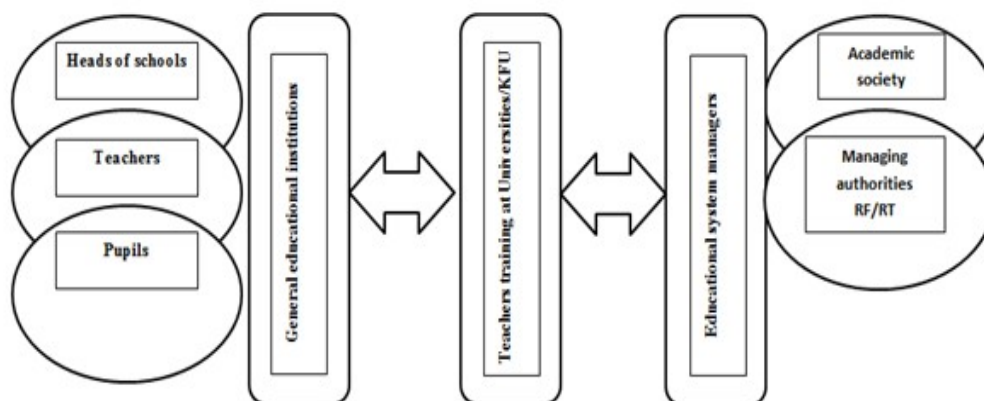 Heads of schools
Teachers
Pupils
General educational institutions
Teachers training at Universities/KFU
Educational system managers
Academic
society
Managing
authorities
RF/RT